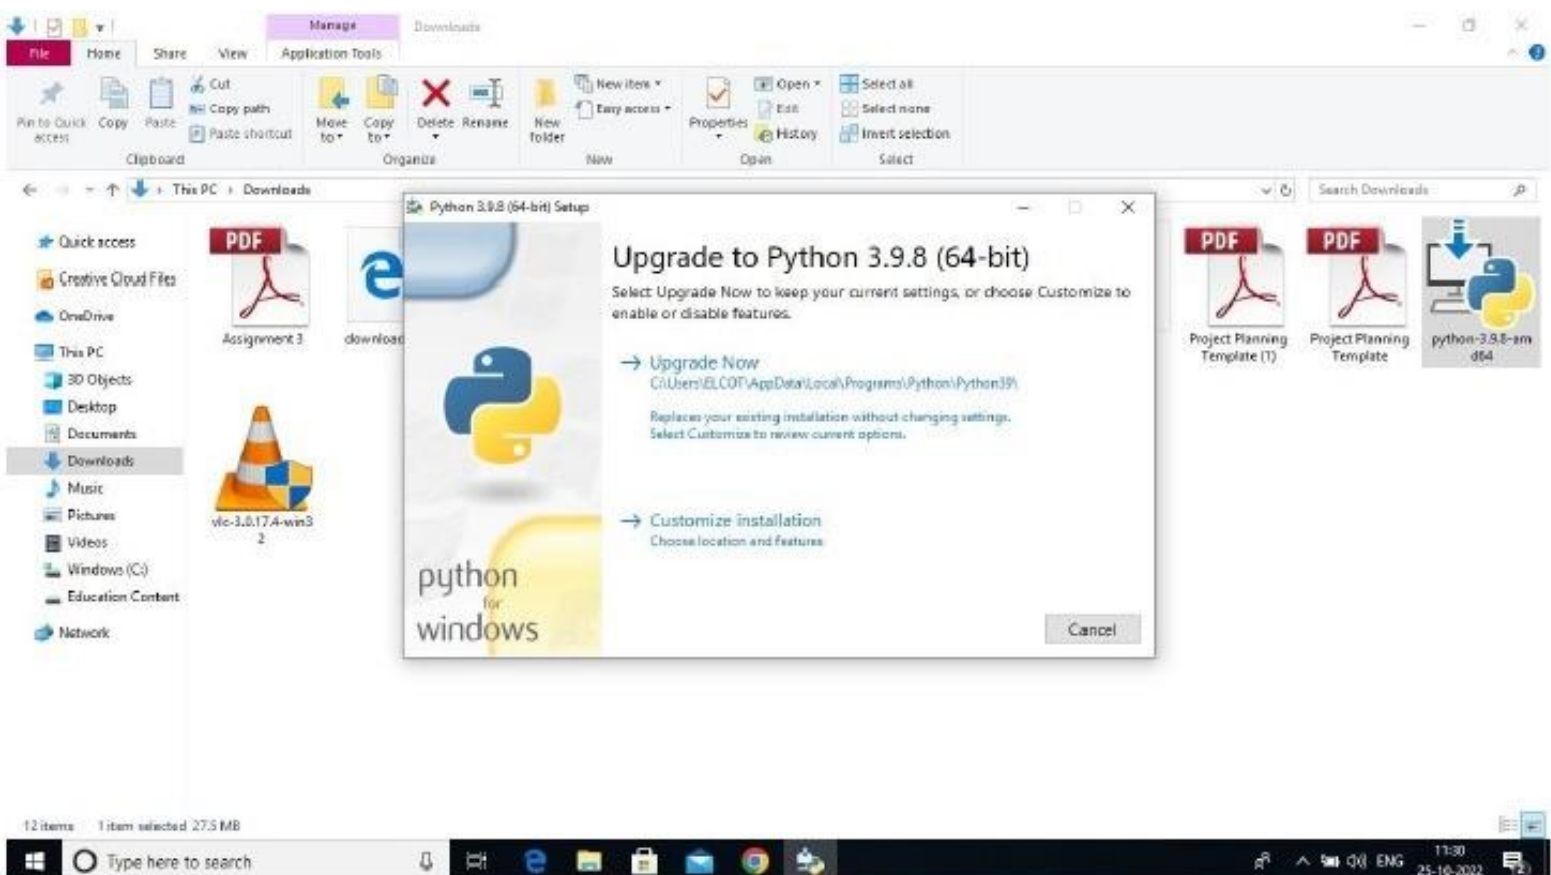 Manage
Downloads
File
Home
Share
View
Application Tools
Pin to Quick access
Copy
Paste
Cut
Copy path
Paste shortcut
Clipboard
Move to
Copy to
Delete
Rename
Organize
New folder
New item
Easy access
New
Properties
Open
Edit
History
Open
Select all
Select none
Invert selection
Select
This PC
Downloads
Search Downloads
Quick access
Creative Cloud Files
OneDrive
This PC
3D Objects
Desktop
Documents
Downloads
Music
Pictures
Videos
Windows (C:)
Education Content
Network
PDF
Assignment 3
download
vlc-3.0.17.4-win3
2
Python 3.9.8 (64-bit) Setup
Upgrade to Python 3.9.8 (64-bit)
Select Upgrade Now to keep your current settings, or choose Customize to
enable or disable features.
Upgrade Now
C:\Users\ELCOT\AppData\Local\Programs\Python\Python39\
Replaces your existing installation without changing settings.
Select Customize to review current options.
Customize installation
Choose location and features
python
for
windows
Cancel
PDF
Project Planning
Template (1)
PDF
Project Planning
Template
python-3.9.8-am
d64
12 items
1 item selected 27.5 MB
Type here to search
ENG
11:30
25-10-2022
2